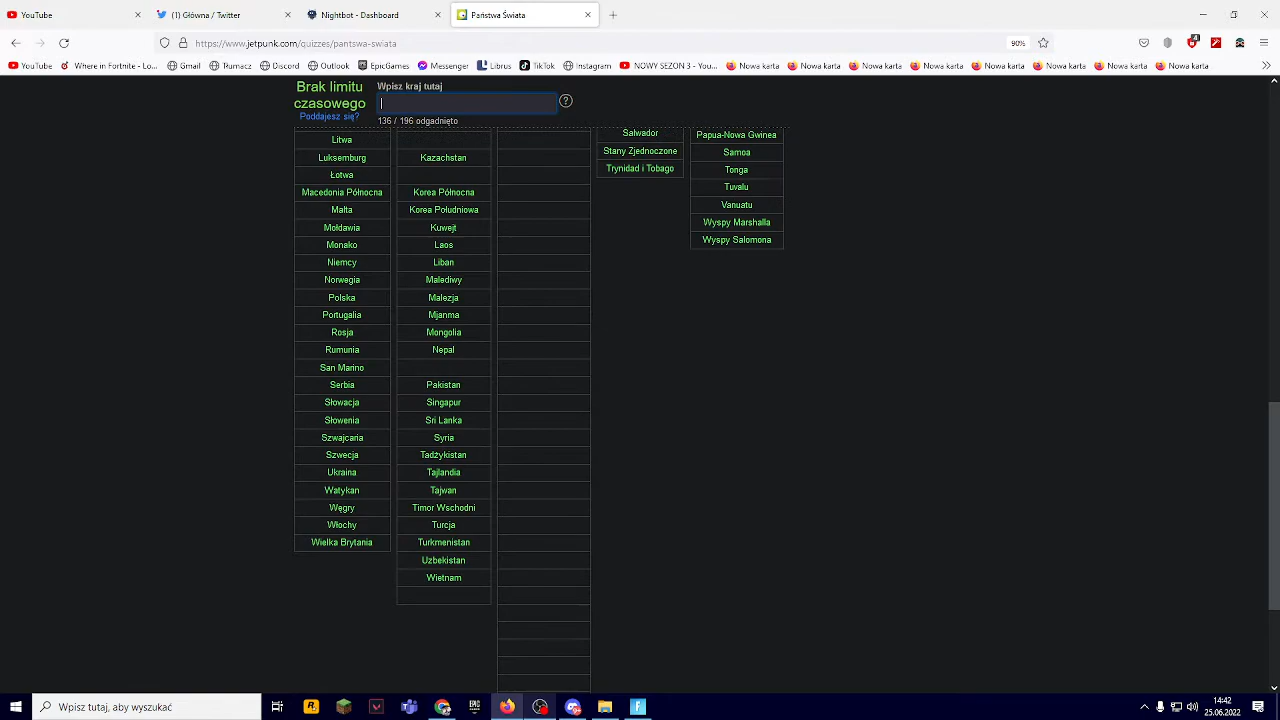 YouTube
(1) Główna / Twitter
Nightbot - Dashboard
Państwa Świata
https://www.jetpunk.com/quizzes/pantswa-swiata
90%
YouTube
Where in Fortnite - Lo...
Gmail
Tłumacz
Discord
Outlook
EpicGames
Messenger
Librus
TikTok
Instagram
NOWY SEZON 3 - YOUT...
Nowa karta
Nowa karta ...
Nowa karta ...
Nowa karta ...
Nowa karta ...
Nowa karta ...
Nowa karta ...
Nowa karta ...
Brak limitu
czasowego
Poddajesz się?
Wpisz kraj tutaj
136 / 196 odgadnięto
Litwa
Luksemburg
Łotwa
Macedonia Północna
Malta
Mołdawia
Monako
Niemcy
Norwegia
Polska
Portugalia
Rosja
Rumunia
San Marino
Serbia
Słowacja
Słowenia
Szwajcaria
Szwecja
Ukraina
Watykan
Węgry
Włochy
Wielka Brytania
Kazachstan
Korea Północna
Korea Południowa
Kuwejt
Laos
Liban
Malediwy
Malezja
Mjanma
Mongolia
Nepal
Pakistan
Singapur
Sri Lanka
Syria
Tadżykistan
Tajlandia
Tajwan
Timor Wschodni
Turcja
Turkmenistan
Uzbekistan
Wietnam
Salwador
Stany Zjednoczone
Trynidad i Tobago
Papua-Nowa Gwinea
Samoa
Tonga
Tuvalu
Vanuatu
Wyspy Marshalla
Wyspy Salomona
Wpisz tutaj, aby wyszukać
14:42
25.06.2022